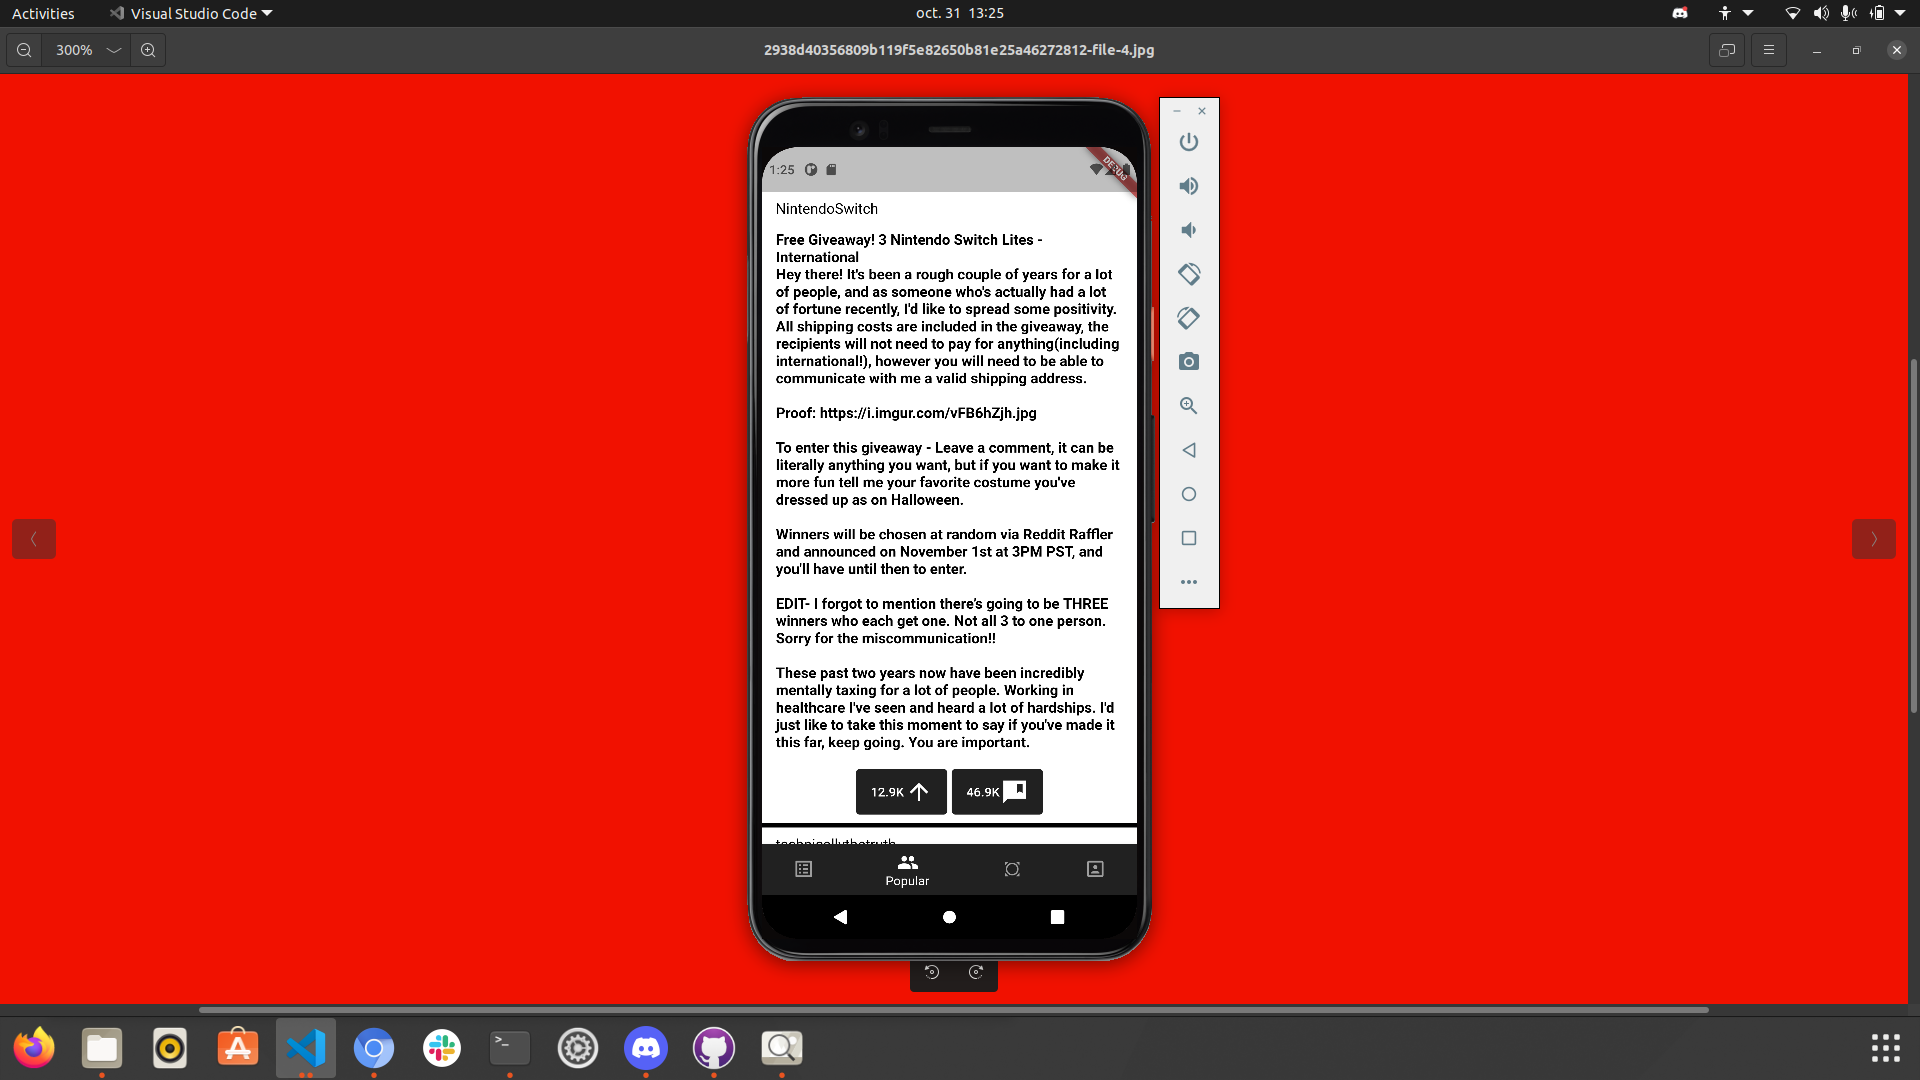 Activities
Visual Studio Code
oct. 31 13:25
300%
2938d40356809b119f5e82650b81e25a46272812-file-4.jpg
1:25
DEBUG
NintendoSwitch
Free Giveaway! 3 Nintendo Switch Lites -
International
Hey there! It's been a rough couple of years for a lot
of people, and as someone who's actually had a lot
of fortune recently, I'd like to spread some positivity.
All shipping costs are included in the giveaway, the
recipients will not need to pay for anything(including
international!), however you will need to be able to
communicate with me a valid shipping address.
Proof: https://i.imgur.com/vFB6hZjh.jpg
To enter this giveaway - Leave a comment, it can be
literally anything you want, but if you want to make it
more fun tell me your favorite costume you've
dressed up as on Halloween.
Winners will be chosen at random via Reddit Raffler
and announced on November 1st at 3PM PST, and
you'll have until then to enter.
EDIT- I forgot to mention there's going to be THREE
winners who each get one. Not all 3 to one person.
Sorry for the miscommunication!!
These past two years now have been incredibly
mentally taxing for a lot of people. Working in
healthcare I've seen and heard a lot of hardships. I'd
just like to take this moment to say if you've made it
this far, keep going. You are important.
12.9K
46.9K
technicallythetruth
Popular